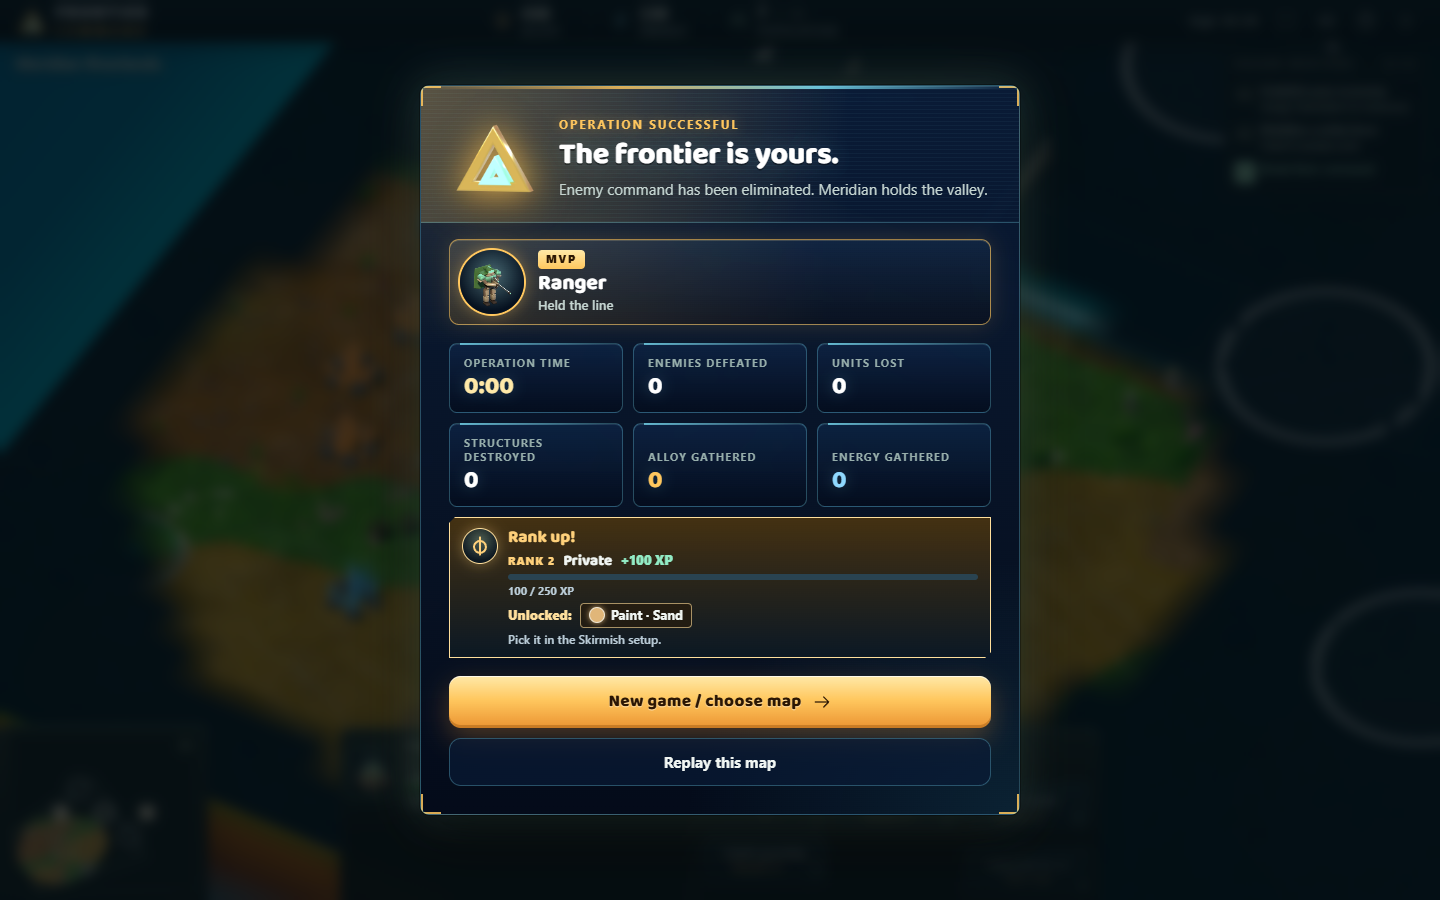 OPERATION SUCCESSFUL
The frontier is yours.
Enemy command has been eliminated. Meridian holds the valley.
MVP
Ranger
Held the line
OPERATION TIME
0:00
ENEMIES DEFEATED
0
UNITS LOST
0
STRUCTURES
DESTROYED
0
ALLOY GATHERED
0
ENERGY GATHERED
0
Rank up!
RANK 2 Private +100 XP
100 / 250 XP
Unlocked: Paint · Sand
Pick it in the Skirmish setup.
New game / choose map →
Replay this map